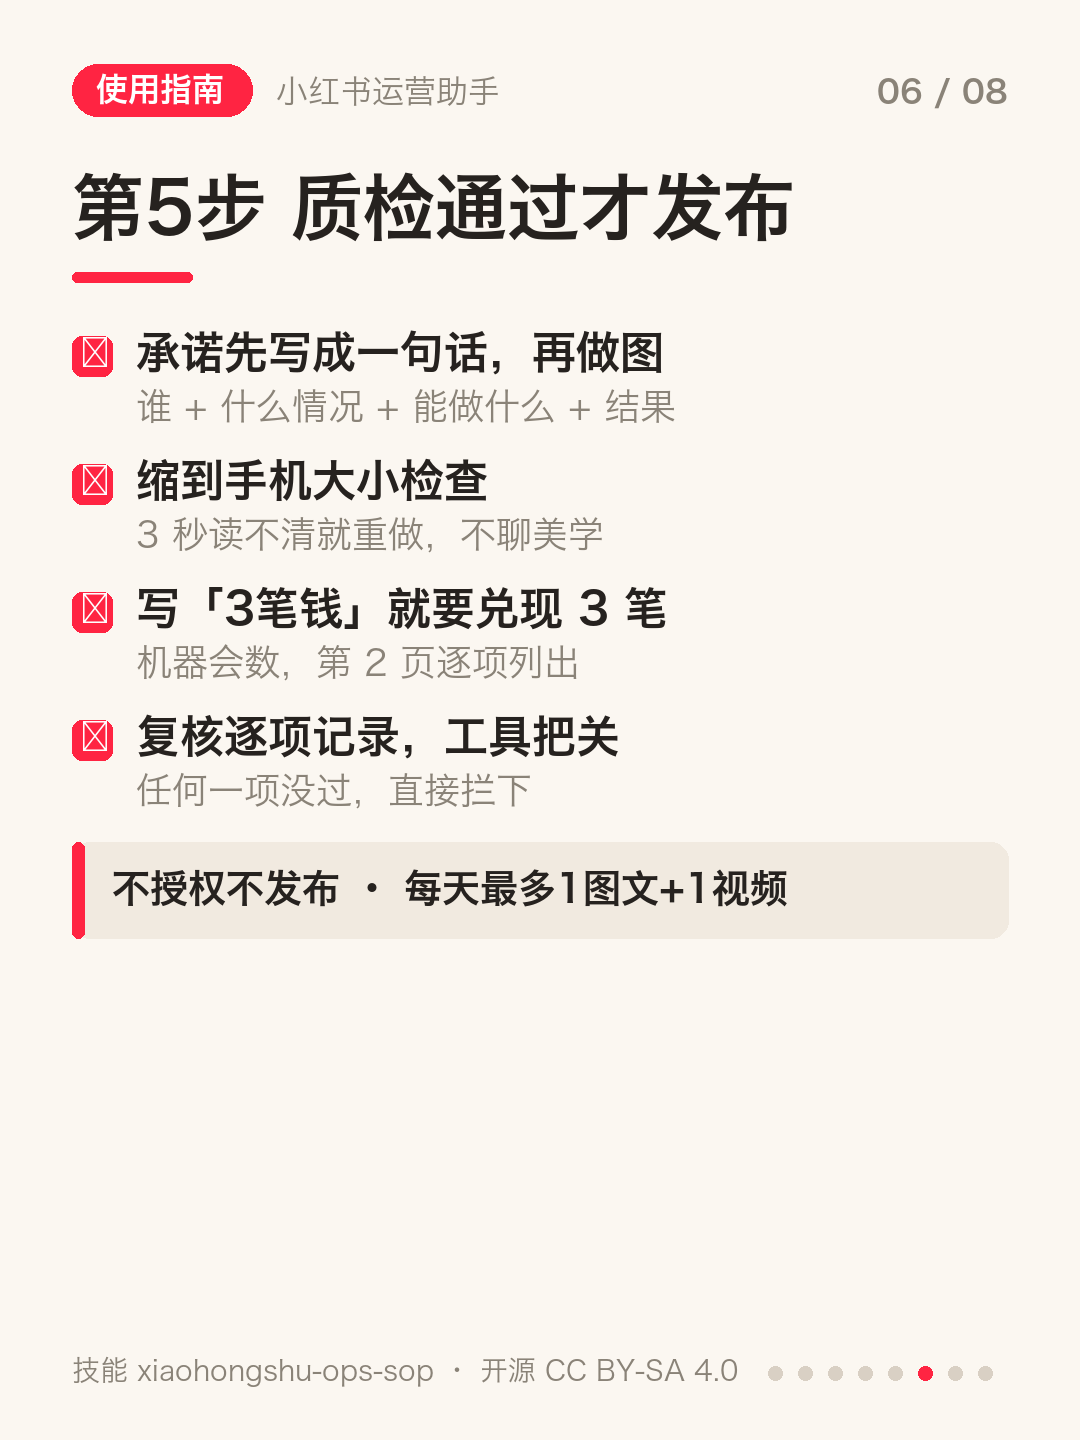 使用指南 小红书运营助手 06 / 08
第5步 质检通过才发布
承诺先写成一句话，再做图
谁 + 什么情况 + 能做什么 + 结果
缩到手机大小检查
3 秒读不清就重做，不聊美学
写「3笔钱」就要兑现 3 笔
机器会数，第 2 页逐项列出
复核逐项记录，工具把关
任何一项没过，直接拦下
不授权不发布 · 每天最多1图文+1视频
技能 xiaohongshu-ops-sop · 开源 CC BY-SA 4.0